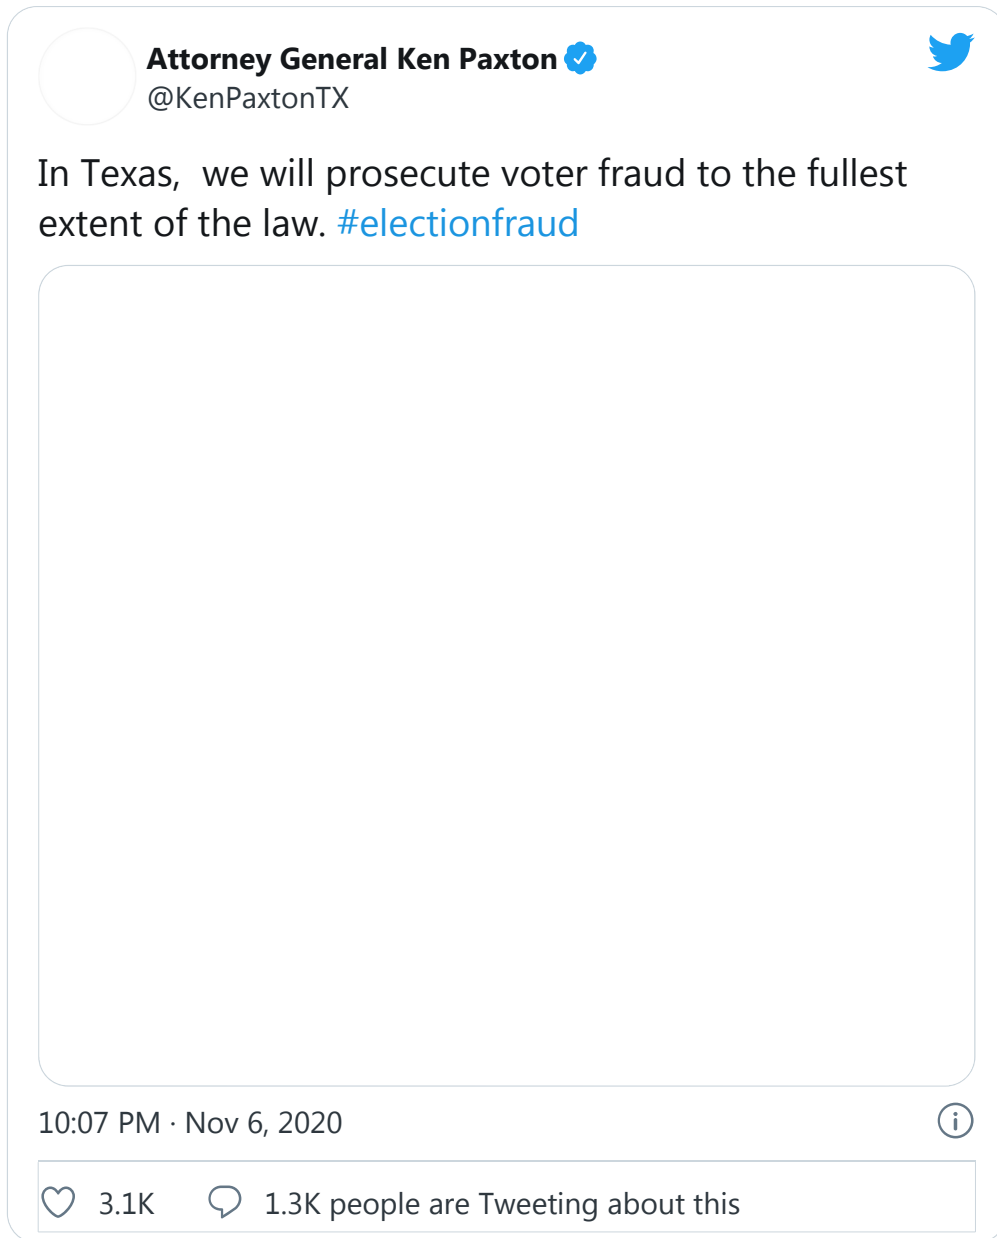 Attorney General Ken Paxton
@KenPaxtonTX
In Texas,  we will prosecute voter fraud to the fullest
extent of the law. #electionfraud
10:07 PM · Nov 6, 2020
3.1K 1.3K people are Tweeting about this